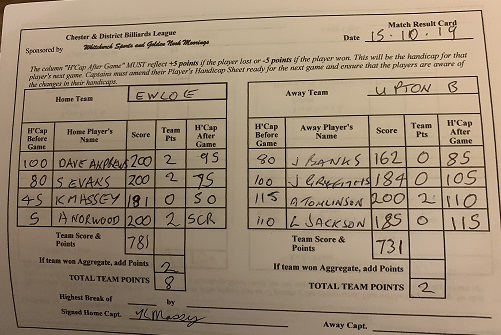 Chester & District Billiards League
Match Result Card
Sponsored by Whitchurch Sports and Golden Nook Moorings
Date 15-10-19
The column "H'Cap After Game" MUST reflect +5 points if the player lost or -5 points if the player won. This will be the handicap for that
player's next game. Captains must amend their Player's Handicap Sheet ready for the next game and ensure that the players are aware of
the changes in their handicaps.
Home Team EWLOE
H'Cap Before Game Home Player's Name Score Team Pts H'Cap After Game
100 DAVE ANDREWS 200 2 95
80 S EVANS 200 2 75
45 K MASSEY 181 0 50
5 A NORWOOD 200 2 SCR
Team Score & Points 781
If team won Aggregate, add Points 2
TOTAL TEAM POINTS 8
Highest Break of by
Signed Home Capt. K Massey
Away Team UPTON B
H'Cap Before Game Away Player's Name Score Team Pts H'Cap After Game
80 J BANKS 162 0 85
100 J GRIFFITHS 184 0 105
115 A TOMLINSON 200 2 110
110 L JACKSON 185 0 115
Team Score & Points 731
If team won Aggregate, add Points
TOTAL TEAM POINTS 2
Away Capt.